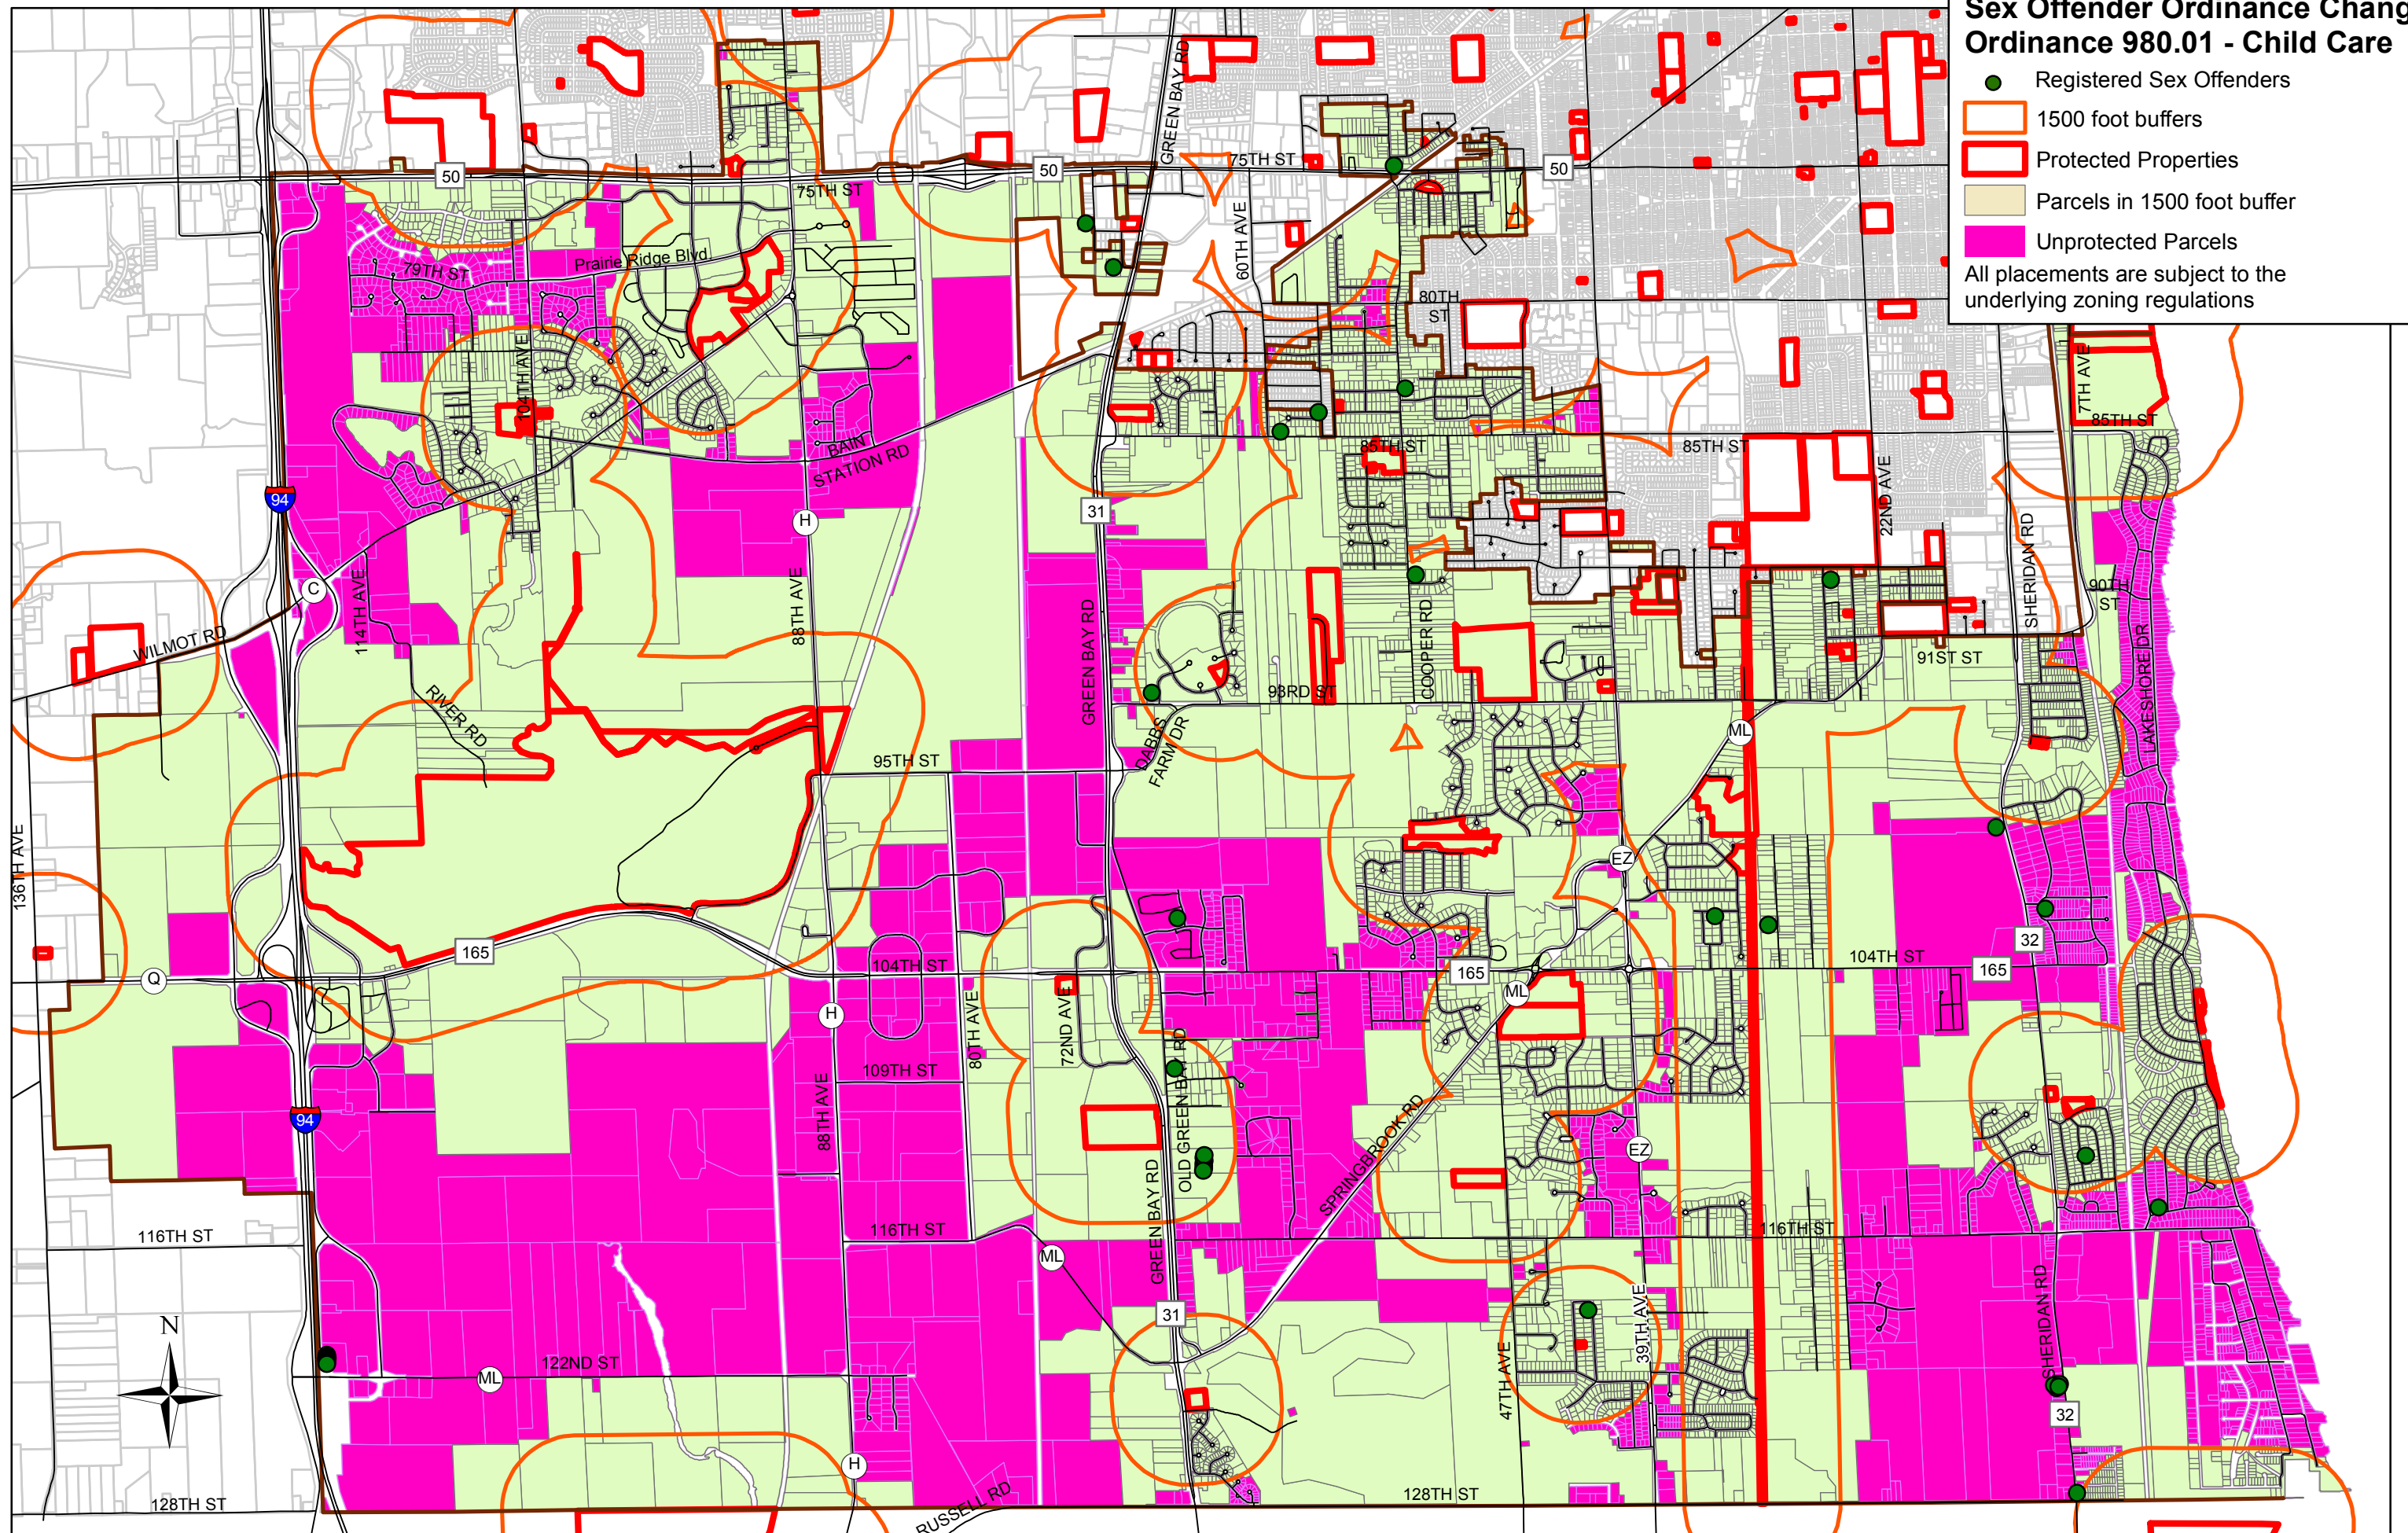 Sex Offender Ordinance Chang
Ordinance 980.01 - Child Care
Registered Sex Offenders
1500 foot buffers
Protected Properties
Parcels in 1500 foot buffer
Unprotected Parcels
All placements are subject to the
underlying zoning regulations
GREEN BAY RD
50
75TH ST
50
75TH ST
50
60TH AVE
79TH ST
Prairie Ridge Blvd
80TH
ST
104TH AVE
7TH AVE
85TH ST
BAIN
STATION RD
85TH ST
85TH ST
94
H
31
22ND AVE
SHERIDAN RD
C
114TH AVE
88TH AVE
GREEN BAY RD
COOPER RD
90TH
ST
WILMOT RD
91ST ST
LAKESHORE DR
RIVER RD
93RD ST
DABBS
FARM DR
ML
95TH ST
136TH AVE
EZ
165
104TH ST
165
104TH ST
165
32
Q
H
80TH AVE
72ND AVE
ML
OLD GREEN BAY RD
109TH ST
94
88TH AVE
SPRINGBROOK RD
EZ
GREEN BAY RD
116TH ST
116TH ST
116TH ST
ML
31
39TH AVE
SHERIDAN RD
N
122ND ST
ML
47TH AVE
32
H
128TH ST
RUSSELL RD
128TH ST